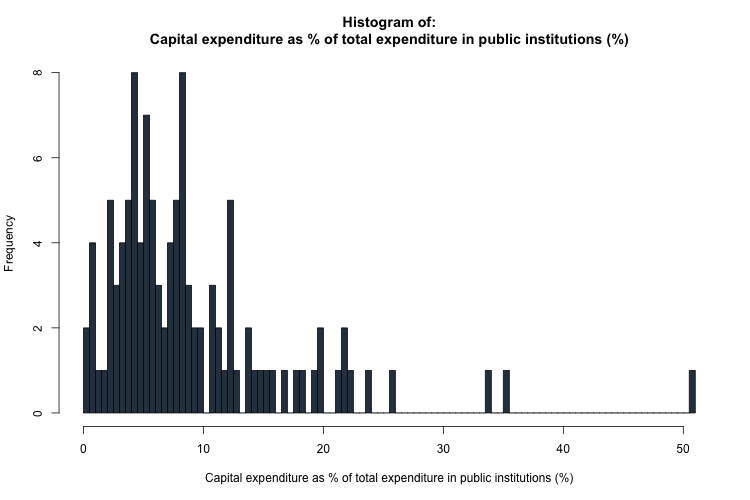 Histogram of:
Capital expenditure as % of total expenditure in public institutions (%)
Frequency
8
6
4
2
0
0 10 20 30 40 50
Capital expenditure as % of total expenditure in public institutions (%)